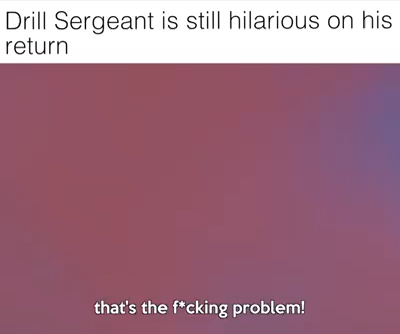 Drill Sergeant is still hilarious on his
return
that's the f*cking problem!